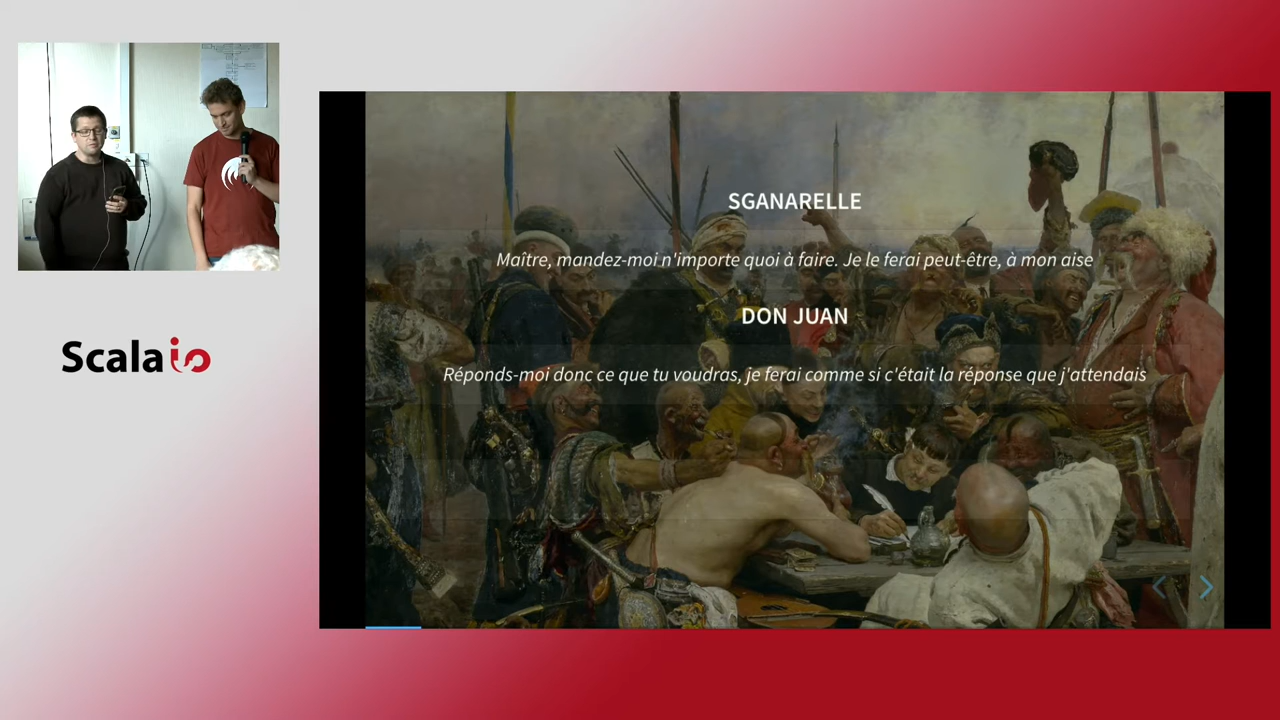 Scala io
SGANARELLE
Maître, mandez-moi n'importe quoi à faire. Je le ferai peut-être, à mon aise
DON JUAN
Réponds-moi donc ce que tu voudras, je ferai comme si c'était la réponse que j'attendais